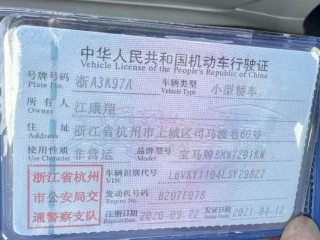 中华人民共和国机动车行驶证
Vehicle License of the People's Republic of China
号牌号码 浙A3K97A 车辆类型 小型轿车
Plate No. Vehicle Type
所有人 江康翔
Owner
住址 浙江省杭州市上城区司马渡巷60号
Address
使用性质 非营运 品牌型号 宝马牌BMW7201KN
Use Character Model
浙江省杭州
市公安局交
通警察支队
车辆识别代号
VIN
发动机号码 B207E078
Engine No.
注册日期 2020-09-22 发证日期 2021-04-12
Register Date Issue Date